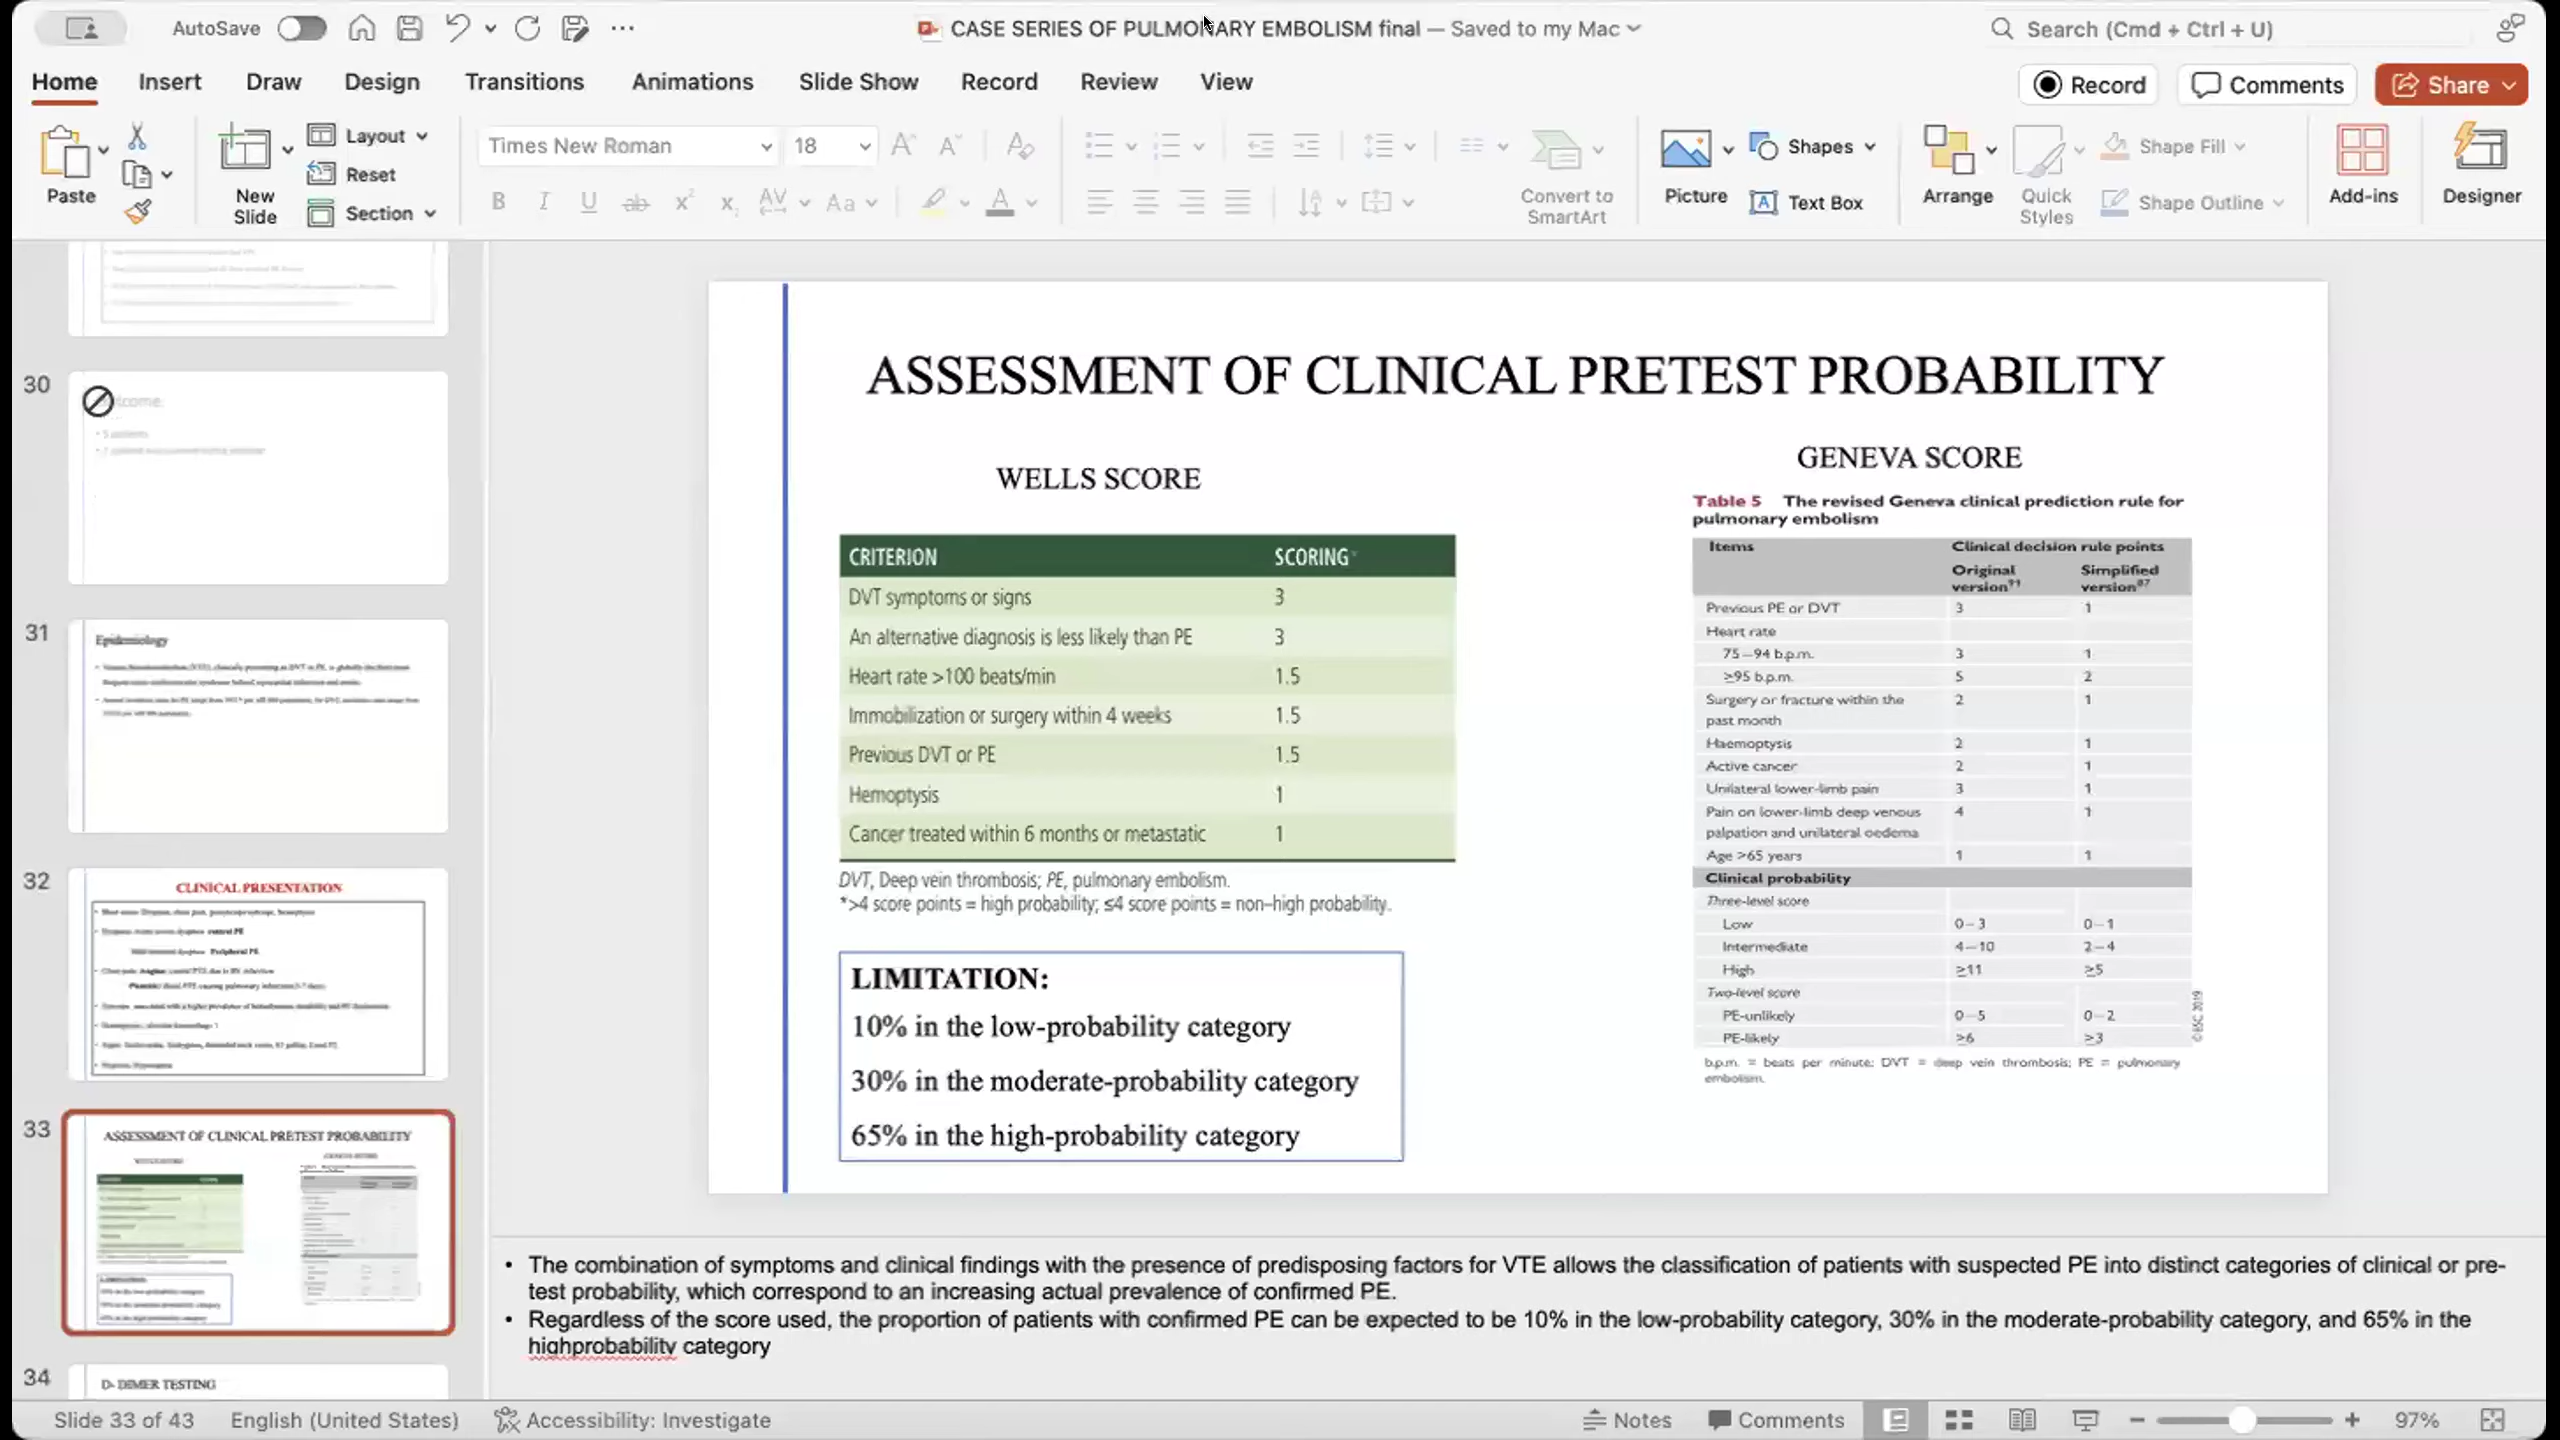 AutoSave
CASE SERIES OF PULMONARY EMBOLISM final — Saved to my Mac
Search (Cmd + Ctrl + U)
Home Insert Draw Design Transitions Animations Slide Show Record Review View
Record Comments Share
Paste
New Slide
Layout
Reset
Section
Times New Roman 18
Convert to SmartArt
Picture
Shapes
Text Box
Arrange
Quick Styles
Shape Fill
Shape Outline
Add-ins
Designer
30
31
Epidemiology
32
CLINICAL PRESENTATION
33
ASSESSMENT OF CLINICAL PRETEST PROBABILITY
34
D- DIMER TESTING
ASSESSMENT OF CLINICAL PRETEST PROBABILITY
WELLS SCORE
CRITERION SCORING*
DVT symptoms or signs 3
An alternative diagnosis is less likely than PE 3
Heart rate >100 beats/min 1.5
Immobilization or surgery within 4 weeks 1.5
Previous DVT or PE 1.5
Hemoptysis 1
Cancer treated within 6 months or metastatic 1
DVT, Deep vein thrombosis; PE, pulmonary embolism.
*>4 score points = high probability; ≤4 score points = non–high probability.
LIMITATION:
10% in the low-probability category
30% in the moderate-probability category
65% in the high-probability category
GENEVA SCORE
Table 5 The revised Geneva clinical prediction rule for
pulmonary embolism
Items Clinical decision rule points
Original version91 Simplified version87
Previous PE or DVT 3 1
Heart rate
75–94 b.p.m. 3 1
≥95 b.p.m. 5 2
Surgery or fracture within the
past month 2 1
Haemoptysis 2 1
Active cancer 2 1
Unilateral lower-limb pain 3 1
Pain on lower-limb deep venous
palpation and unilateral oedema 4 1
Age >65 years 1 1
Clinical probability
Three-level score
Low 0–3 0–1
Intermediate 4–10 2–4
High ≥11 ≥5
Two-level score
PE-unlikely 0–5 0–2
PE-likely ≥6 ≥3
©ESC 2019
b.p.m. = beats per minute; DVT = deep vein thrombosis; PE = pulmonary
embolism.
• The combination of symptoms and clinical findings with the presence of predisposing factors for VTE allows the classification of patients with suspected PE into distinct categories of clinical or pre-
test probability, which correspond to an increasing actual prevalence of confirmed PE.
• Regardless of the score used, the proportion of patients with confirmed PE can be expected to be 10% in the low-probability category, 30% in the moderate-probability category, and 65% in the
highprobability category
Slide 33 of 43 English (United States) Accessibility: Investigate Notes Comments 97%